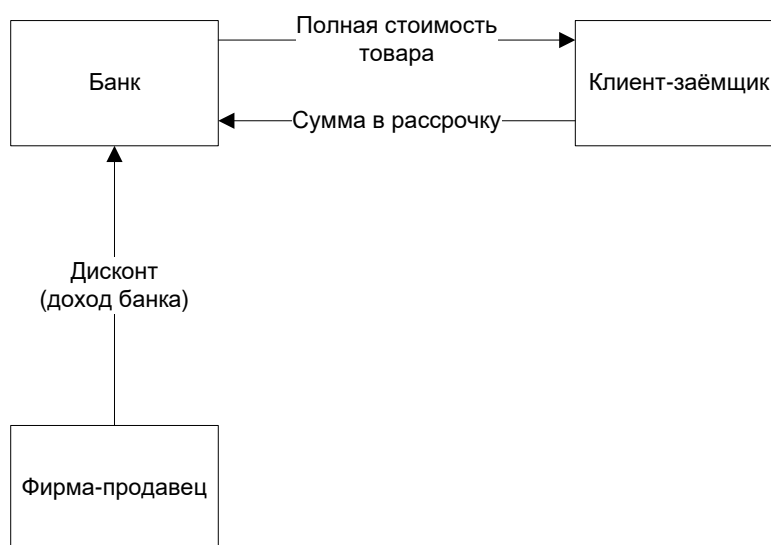 Полная стоимость
товара
Банк
Клиент-заёмщик
Сумма в рассрочку
Дисконт
(доход банка)
Фирма-продавец